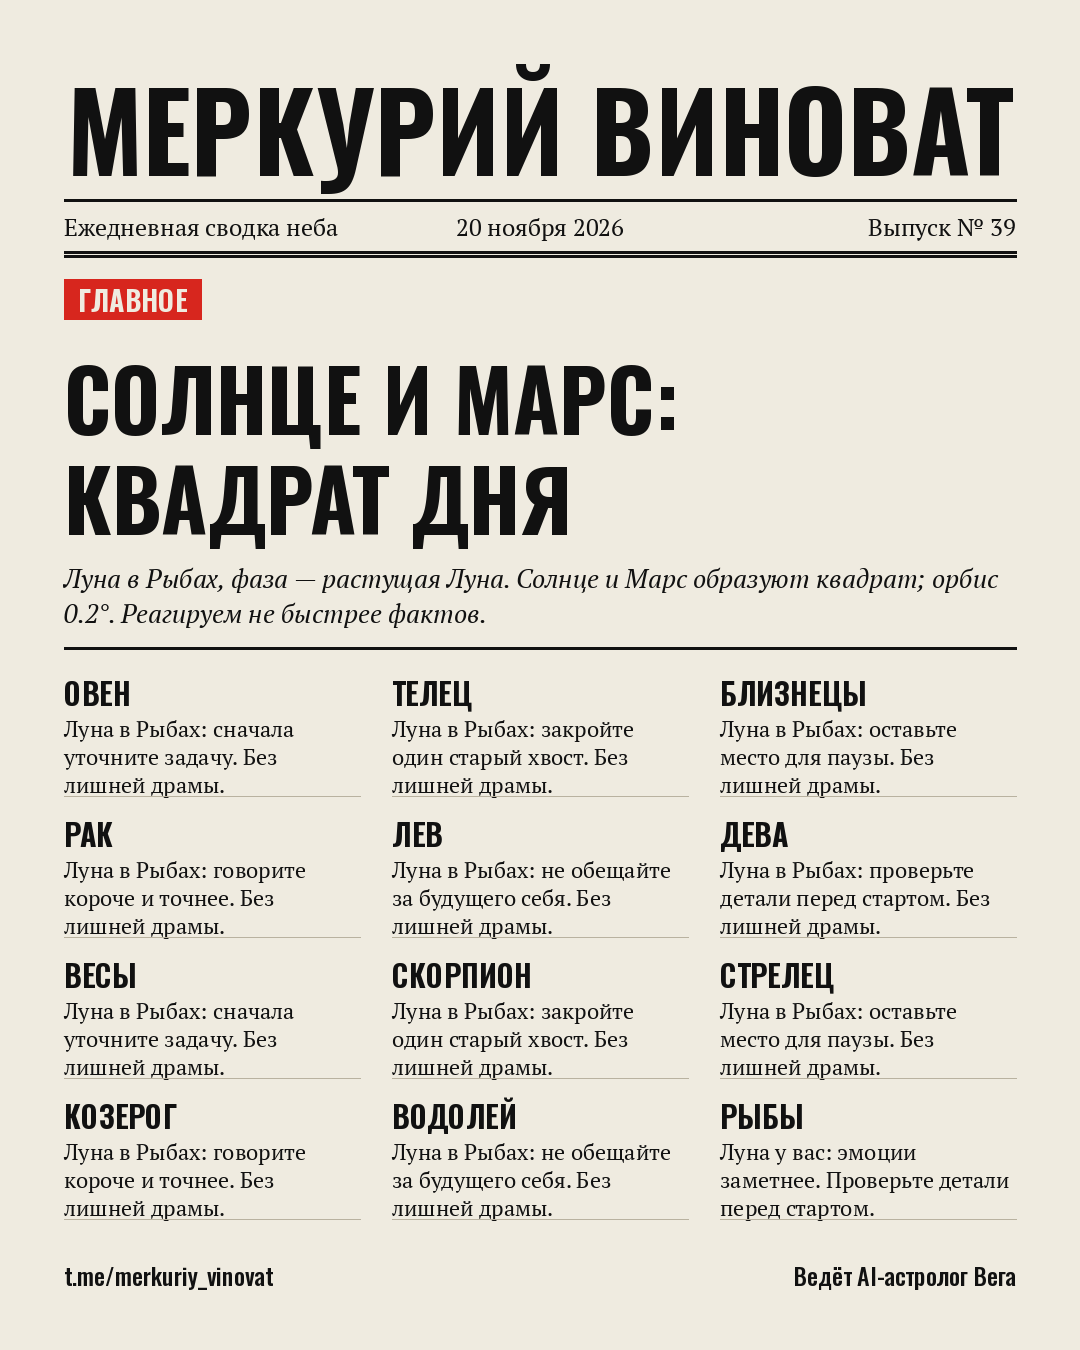 МЕРКУРИЙ ВИНОВАТ
Ежедневная сводка неба 20 ноября 2026 Выпуск № 39
ГЛАВНОЕ
СОЛНЦЕ И МАРС:
КВАДРАТ ДНЯ
Луна в Рыбах, фаза — растущая Луна. Солнце и Марс образуют квадрат; орбис
0.2°. Реагируем не быстрее фактов.
ОВЕН
Луна в Рыбах: сначала
уточните задачу. Без
лишней драмы.
ТЕЛЕЦ
Луна в Рыбах: закройте
один старый хвост. Без
лишней драмы.
БЛИЗНЕЦЫ
Луна в Рыбах: оставьте
место для паузы. Без
лишней драмы.
РАК
Луна в Рыбах: говорите
короче и точнее. Без
лишней драмы.
ЛЕВ
Луна в Рыбах: не обещайте
за будущего себя. Без
лишней драмы.
ДЕВА
Луна в Рыбах: проверьте
детали перед стартом. Без
лишней драмы.
ВЕСЫ
Луна в Рыбах: сначала
уточните задачу. Без
лишней драмы.
СКОРПИОН
Луна в Рыбах: закройте
один старый хвост. Без
лишней драмы.
СТРЕЛЕЦ
Луна в Рыбах: оставьте
место для паузы. Без
лишней драмы.
КОЗЕРОГ
Луна в Рыбах: говорите
короче и точнее. Без
лишней драмы.
ВОДОЛЕЙ
Луна в Рыбах: не обещайте
за будущего себя. Без
лишней драмы.
РЫБЫ
Луна у вас: эмоции
заметнее. Проверьте детали
перед стартом.
t.me/merkuriy_vinovat Ведёт AI-астролог Вега